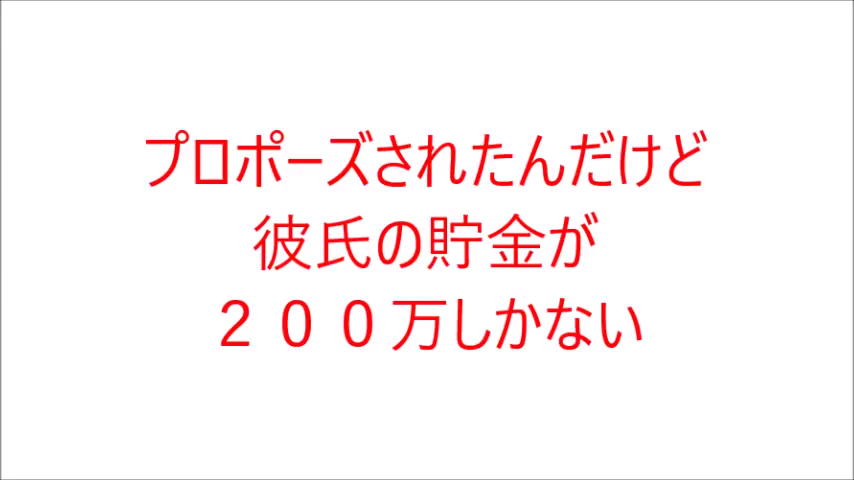 プロポーズされたんだけど
彼氏の貯金が
２００万しかない